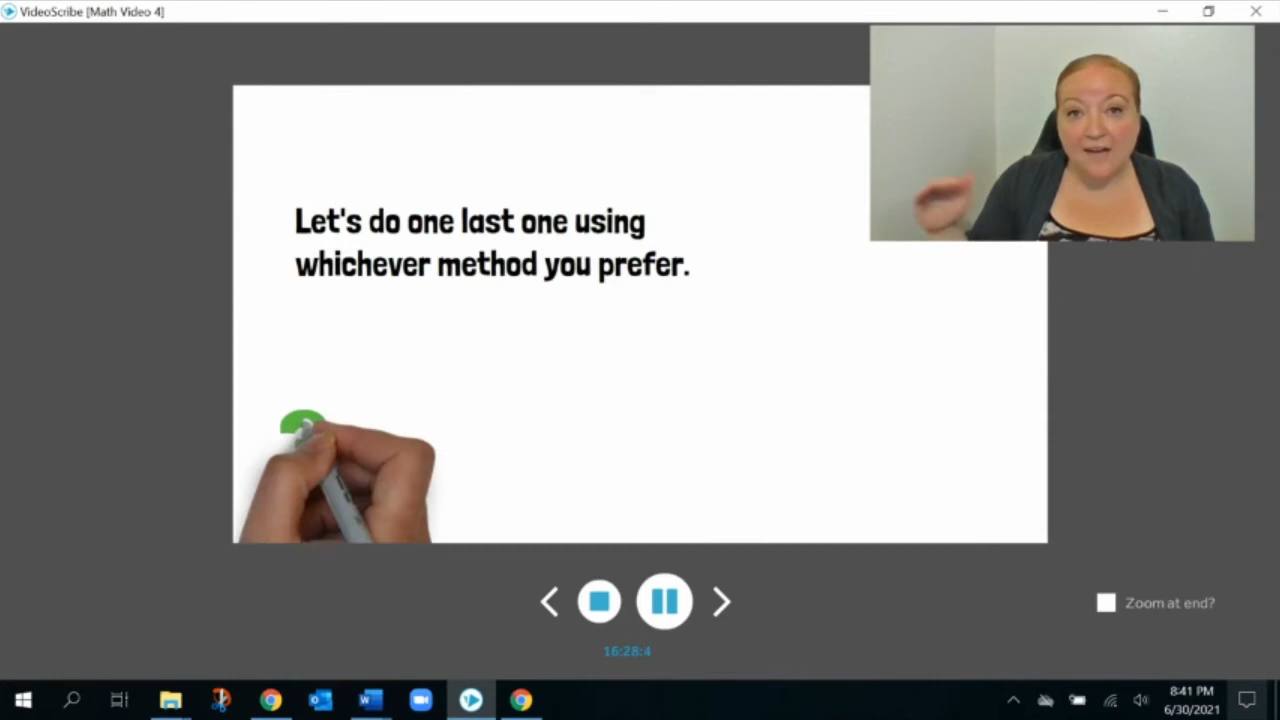 VideoScribe [Math Video 4]
Let's do one last one using
whichever method you prefer.
Zoom at end?
16:28:4
8:41 PM
6/30/2021